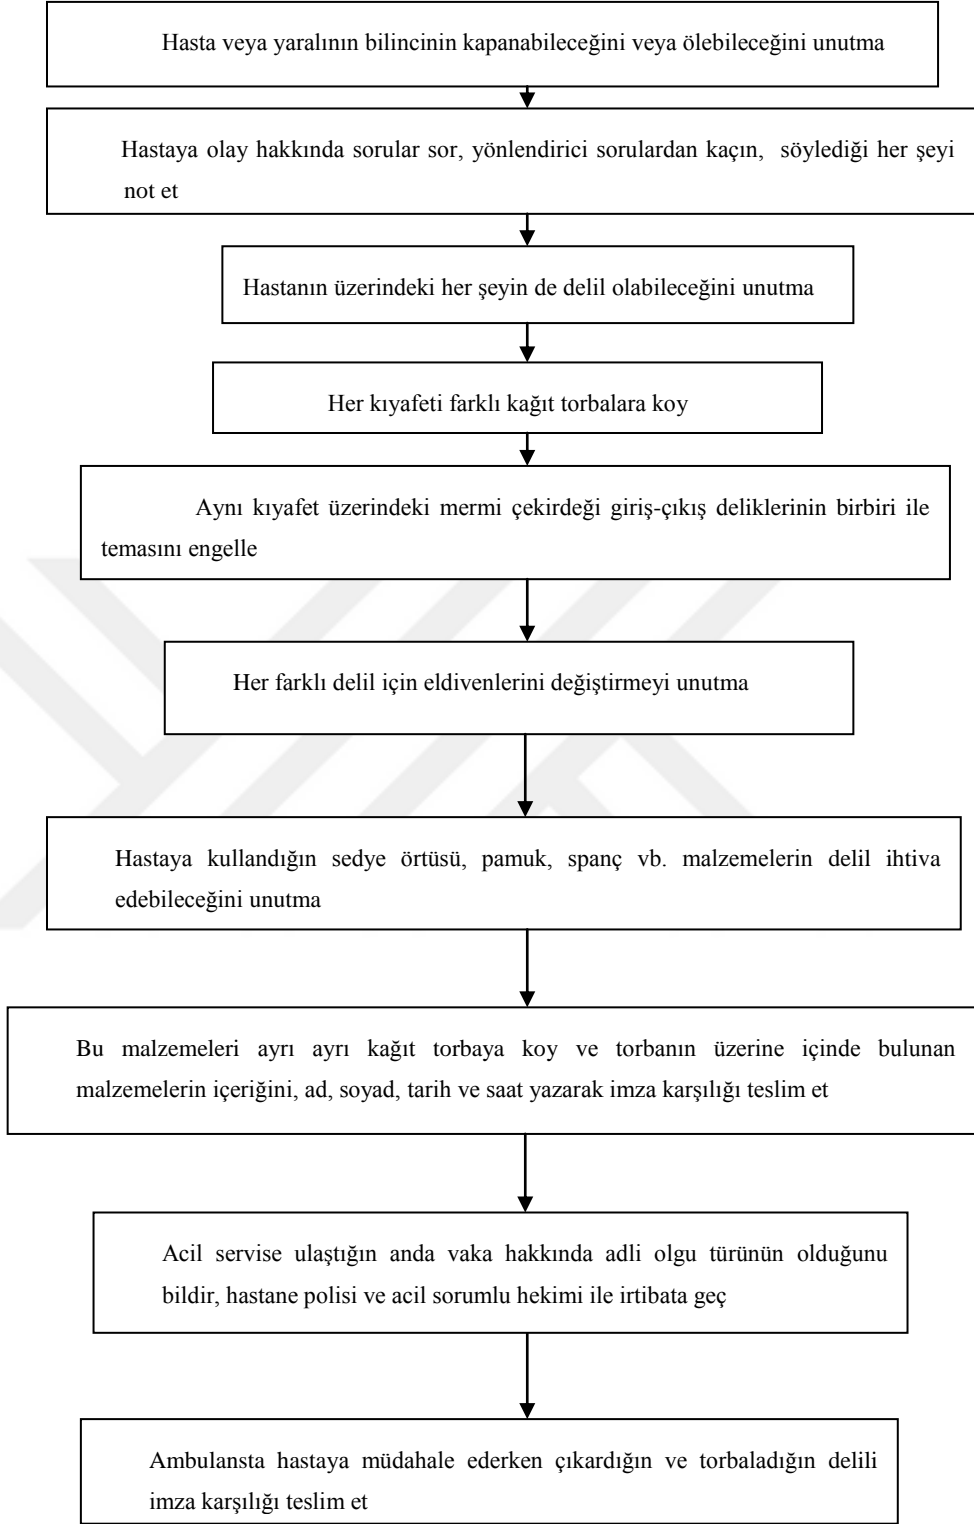 Hasta veya yaralının bilincinin kapanabileceğini veya ölebileceğini unutma
Hastaya olay hakkında sorular sor, yönlendirici sorulardan kaçın, söylediği her şeyi
not et
Hastanın üzerindeki her şeyin de delil olabileceğini unutma
Her kıyafeti farklı kağıt torbalara koy
Aynı kıyafet üzerindeki mermi çekirdeği giriş-çıkış deliklerinin birbiri ile
temasını engelle
Her farklı delil için eldivenlerini değiştirmeyi unutma
Hastaya kullandığın sedye örtüsü, pamuk, spanç vb. malzemelerin delil ihtiva
edebileceğini unutma
Bu malzemeleri ayrı ayrı kağıt torbaya koy ve torbanın üzerine içinde bulunan
malzemelerin içeriğini, ad, soyad, tarih ve saat yazarak imza karşılığı teslim et
Acil servise ulaştığın anda vaka hakkında adli olgu türünün olduğunu
bildir, hastane polisi ve acil sorumlu hekimi ile irtibata geç
Ambulansta hastaya müdahale ederken çıkardığın ve torbaladığın delili
imza karşılığı teslim et